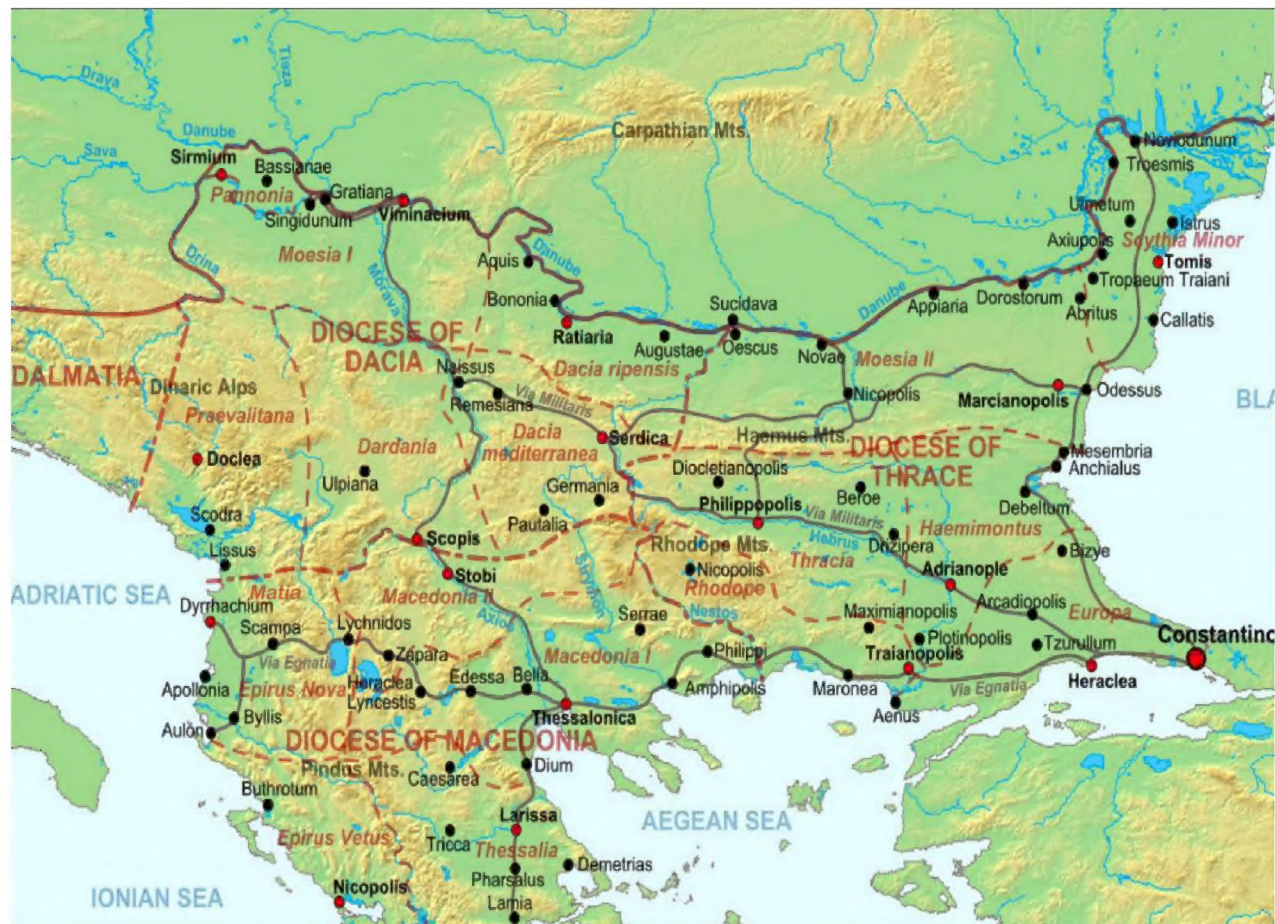 Drava
Tisza
Sava
Danube
Sirmium
Bassianae
Pannonia
Gratiana
Singidunum
Viminacium
Moesia I
Drina
Morava
Carpathian Mts.
Noviodunum
Troesmis
Ulmetum
Istrus
Axiupolis
Scythia Minor
Tomis
Tropaeum Traiani
Aquis
Danube
Bononia
Ratiaria
Sucidava
Oescus
Augustae
Danube
Appiaria
Dorostorum
Abritus
Callatis
Novae
Moesia II
DIOCESE OF
DACIA
Dacia ripensis
DALMATIA
Dinaric Alps
Praevalitana
Naissus
Remesiana
Via Militaris
Nicopolis
Marcianopolis
Odessus
BLA
Dardania
Dacia
mediterranea
Serdica
Haemus Mts.
DIOCESE OF
THRACE
Mesembria
Anchialus
Doclea
Ulpiana
Germania
Pautalia
Diocletianopolis
Philippopolis
Beroe
Via Militaris
Debeltum
Haemimontus
Scodra
Lissus
Scopis
Rhodope Mts.
Hebrus
Drizipera
Bizye
Thracia
Stobi
Strymon
Nicopolis
Rhodope
Adrianople
ADRIATIC SEA
Matia
Macedonia II
Nestos
Arcadiopolis
Europa
Dyrrhachium
Scampa
Lychnidos
Axios
Serrae
Maximianopolis
Plotinopolis
Tzurullum
Constantino
Via Egnatia
Zapara
Macedonia I
Philippi
Traianopolis
Apollonia
Epirus Nova
Heraclea
Lyncestis
Edessa
Bella
Amphipolis
Maronea
Via Egnatia
Heraclea
Byllis
Aulon
Thessalonica
Aenus
DIOCESE OF MACEDONIA
Pindus Mts.
Caesarea
Dium
Buthrotum
Larissa
AEGEAN SEA
Epirus Vetus
Tricca
Thessalia
Demetrias
Pharsalus
Nicopolis
IONIAN SEA
Lamia